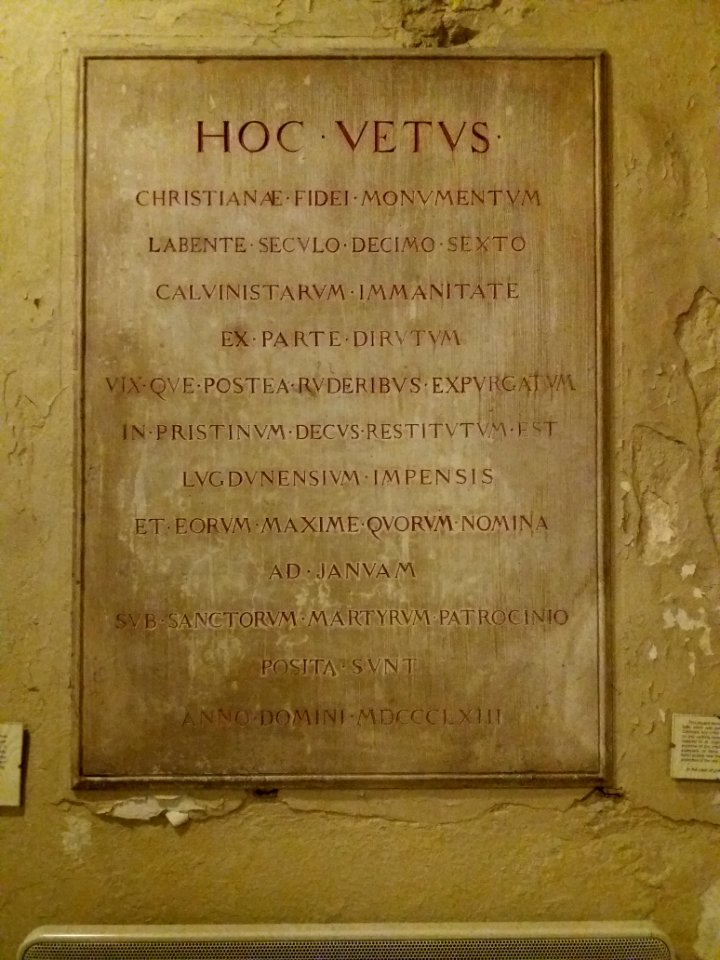 HOC · VETVS ·
CHRISTIANÆ · FIDEI · MONVMENTVM
LABENTE · SECVLO · DECIMO · SEXTO
CALVINISTARVM · IMMANITATE
EX · PARTE · DIRVTVM
VIX · QVE · POSTEA · RVDERIBVS · EXPVRGATVM
IN · PRISTINVM · DECVS · RESTITVTVM · EST
LVGDVNENSIVM · IMPENSIS
ET · EORVM · MAXIME · QVORVM · NOMINA
AD · JANVAM
SVB · SANCTORVM · MARTYRVM · PATROCINIO
POSITA · SVNT
ANNO · DOMINI · MDCCCLXIII